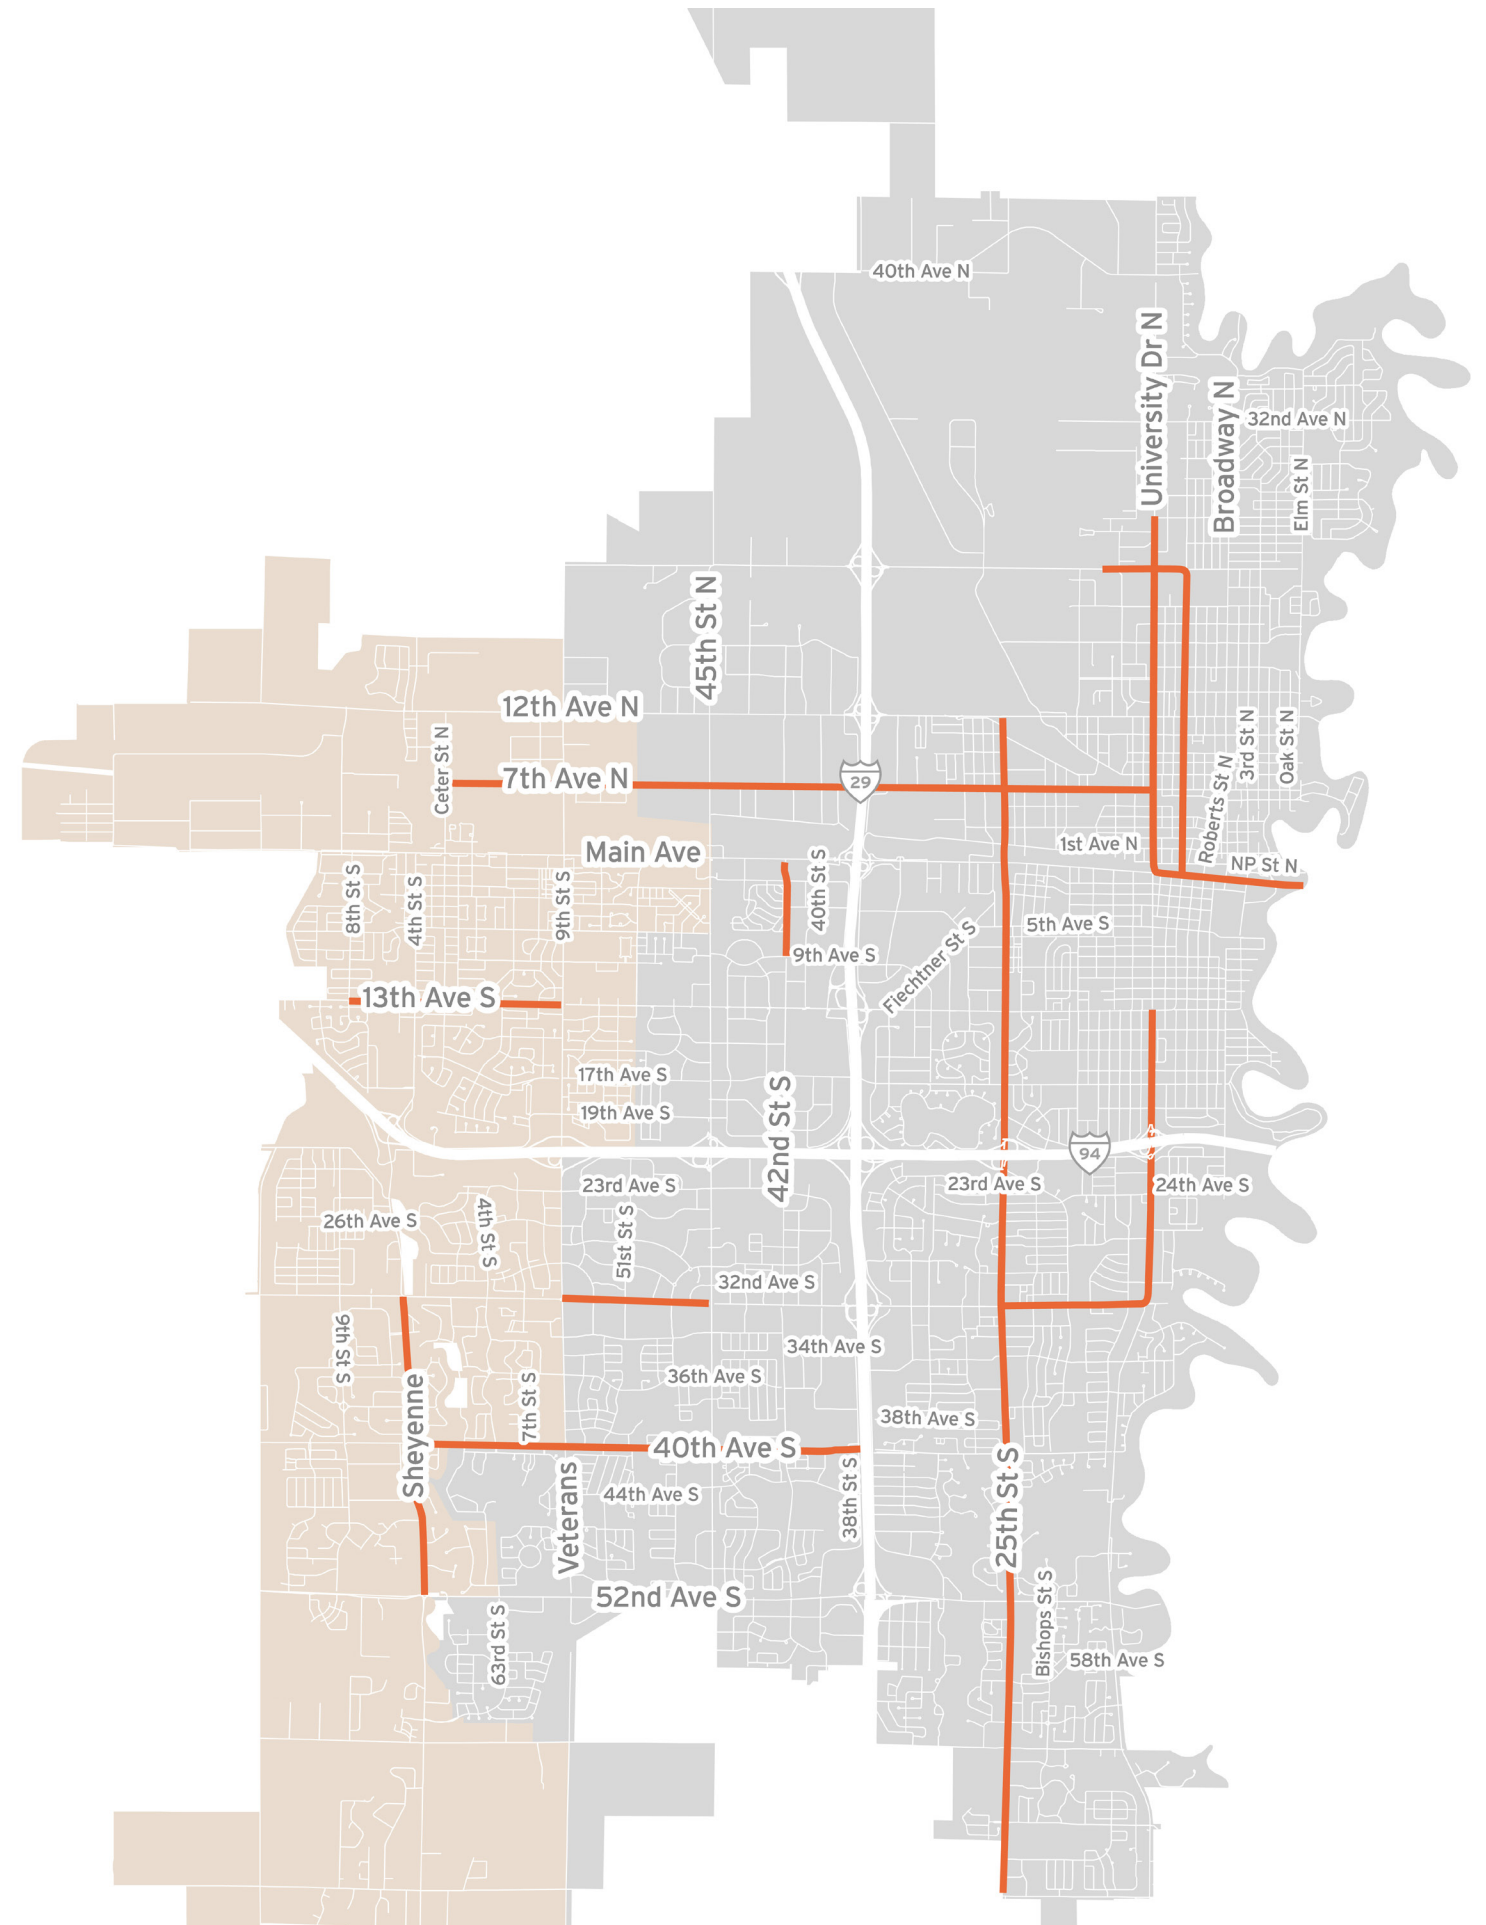 40th Ave N
University Dr N
Broadway N
32nd Ave N
Elm St N
45th St N
12th Ave N
Ceter St N
7th Ave N
29
3rd St N
Oak St N
Roberts St N
1st Ave N
NP St N
Main Ave
8th St S
4th St S
9th St S
40th St S
5th Ave S
9th Ave S
Fiechtner St S
13th Ave S
17th Ave S
19th Ave S
42nd St S
94
23rd Ave S
23rd Ave S
24th Ave S
26th Ave S
4th St S
51st St S
32nd Ave S
9th St S
34th Ave S
36th Ave S
7th St S
38th Ave S
Sheyenne
40th Ave S
25th St S
38th St S
44th Ave S
Veterans
52nd Ave S
63rd St S
Bishops St S
58th Ave S